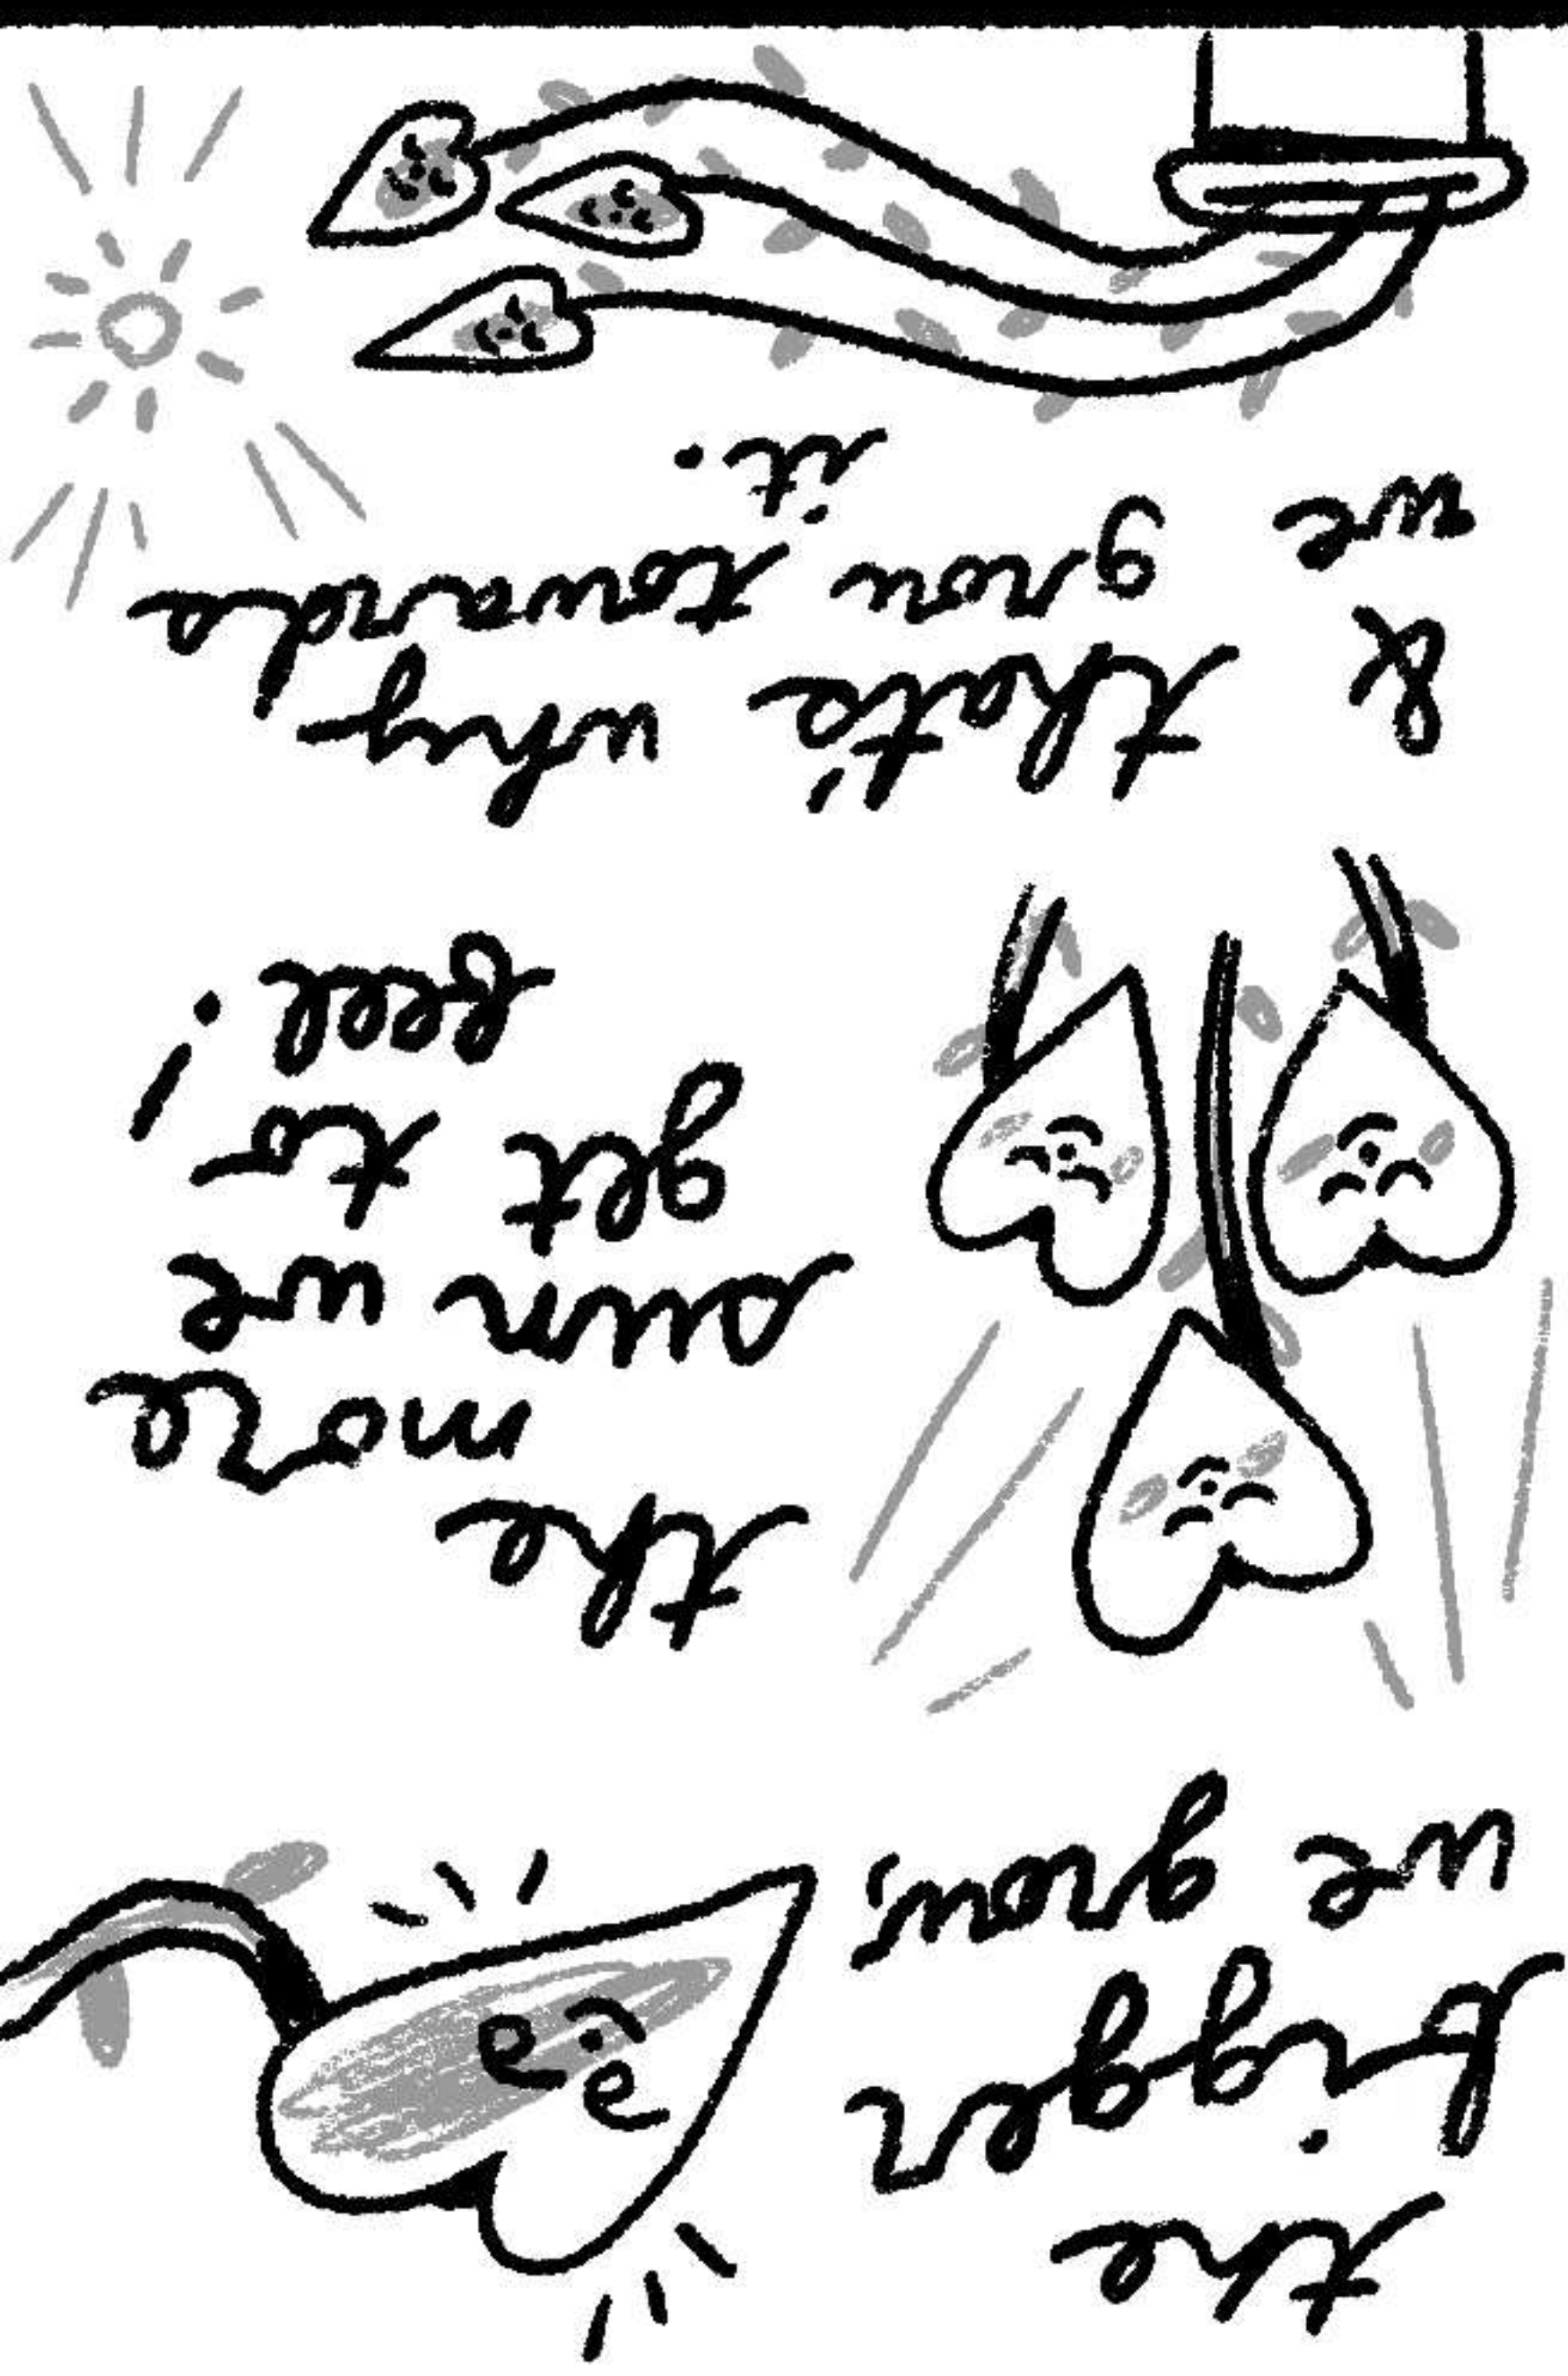 the
bigger
we grow,
the
more
sun we
get to
feel!
& that's why
we grow towards
it.